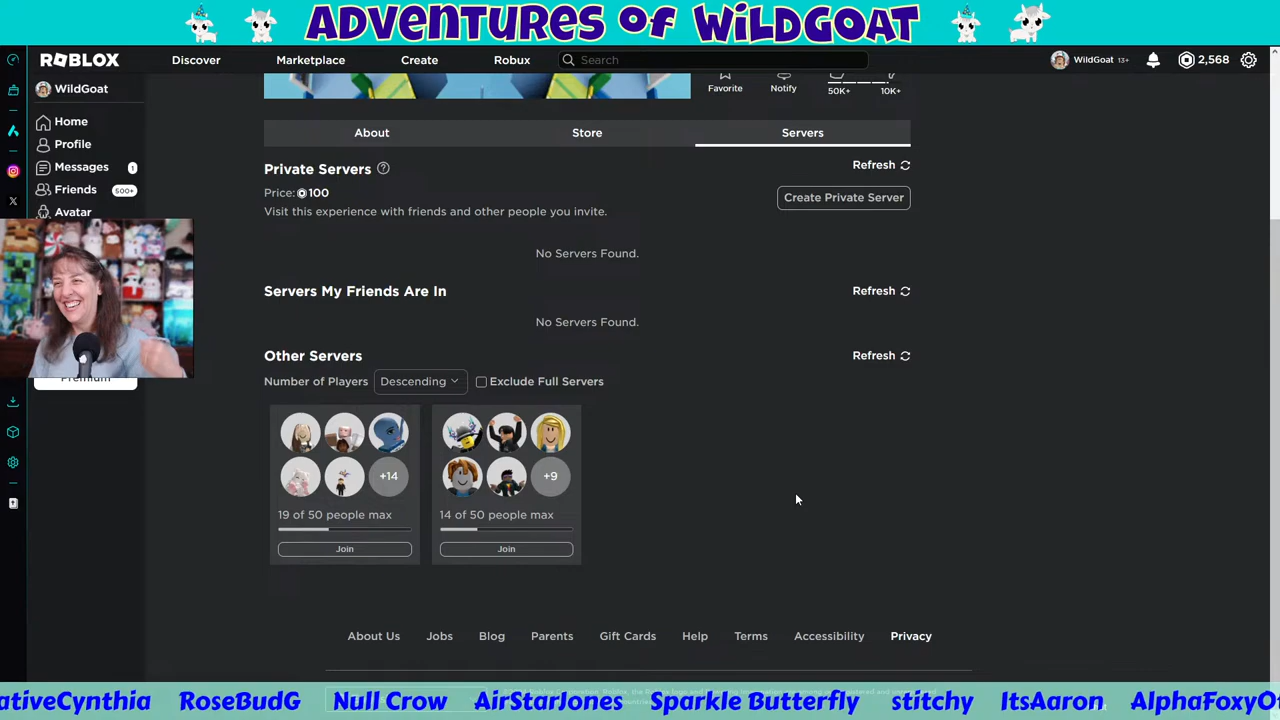 ADVENTURES OF WILDGOAT
ROBLOX Discover Marketplace Create Robux Search WildGoat 13+ 2,568
WildGoat
Home
Profile
Messages 1
Friends 500+
Avatar
Premium
Favorite Notify 50K+ 10K+
About Store Servers
Private Servers Refresh
Price: 100
Create Private Server
Visit this experience with friends and other people you invite.
No Servers Found.
Servers My Friends Are In Refresh
No Servers Found.
Other Servers Refresh
Number of Players Descending Exclude Full Servers
+14 +9
19 of 50 people max 14 of 50 people max
Join Join
About Us Jobs Blog Parents Gift Cards Help Terms Accessibility Privacy
ativeCynthia RoseBudG Null Crow AirStarJones Sparkle Butterfly stitchy ItsAaron AlphaFoxyO